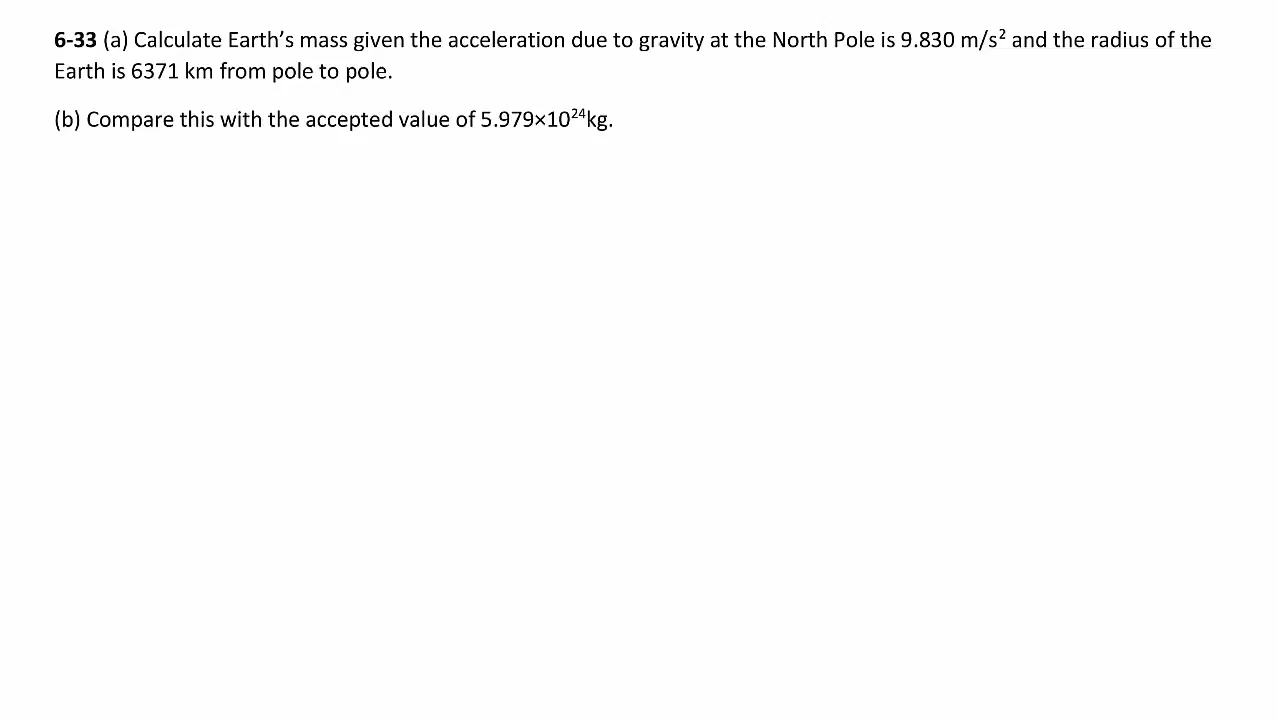 6-33 (a) Calculate Earth’s mass given the acceleration due to gravity at the North Pole is 9.830 m/s² and the radius of the
Earth is 6371 km from pole to pole.
(b) Compare this with the accepted value of 5.979×10²⁴kg.